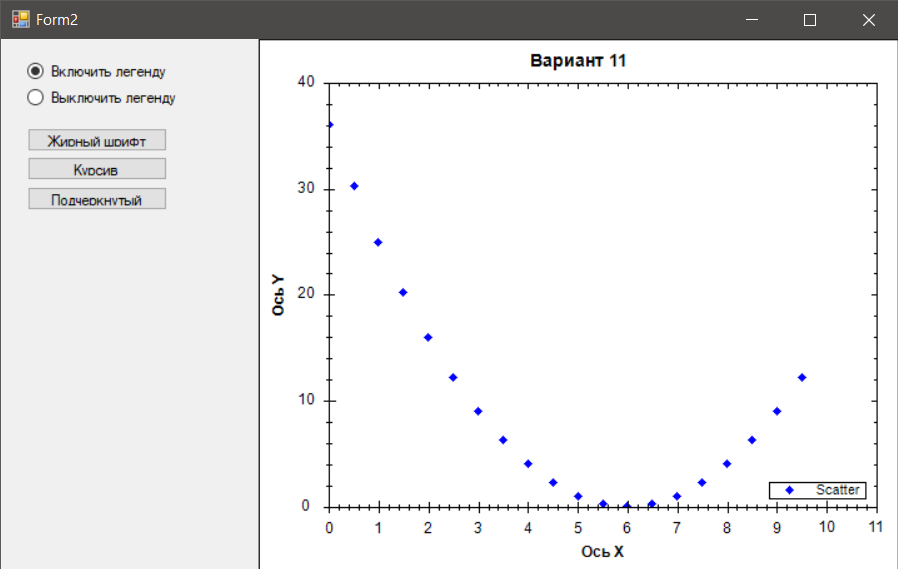 Form2
Включить легенду
Выключить легенду
Жирный шрифт
Курсив
Подчеркнутый
Вариант 11
40
30
20
10
0
Ось Y
Scatter
0 1 2 3 4 5 6 7 8 9 10 11
Ось X